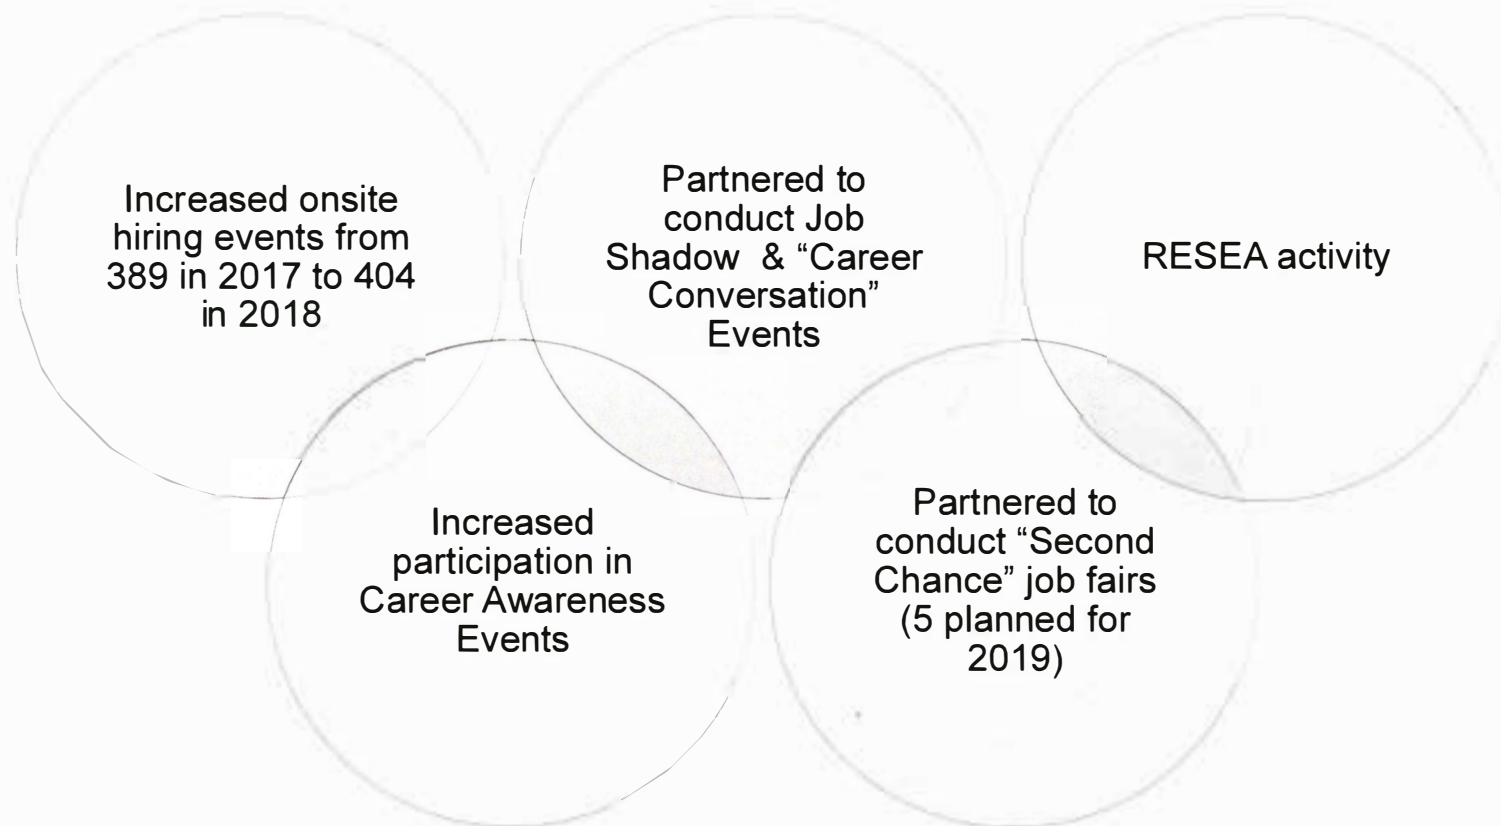 Increased onsite
hiring events from
389 in 2017 to 404
in 2018
Partnered to
conduct Job
Shadow & “Career
Conversation”
Events
RESEA activity
Increased
participation in
Career Awareness
Events
Partnered to
conduct “Second
Chance” job fairs
(5 planned for
2019)